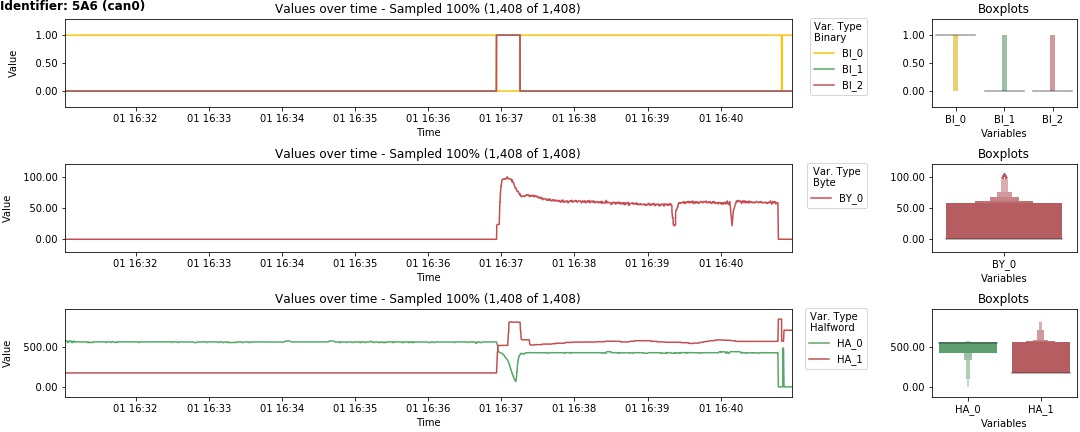 Identifier: 5A6 (can0)
Values over time - Sampled 100% (1,408 of 1,408)
Value
1.00
0.50
0.00
01 16:32 01 16:33 01 16:34 01 16:35 01 16:36 01 16:37 01 16:38 01 16:39 01 16:40
Time
Var. Type
Binary
BI_0
BI_1
BI_2
Boxplots
1.00
0.50
0.00
BI_0 BI_1 BI_2
Variables
Values over time - Sampled 100% (1,408 of 1,408)
Value
100.00
50.00
0.00
01 16:32 01 16:33 01 16:34 01 16:35 01 16:36 01 16:37 01 16:38 01 16:39 01 16:40
Time
Var. Type
Byte
BY_0
Boxplots
100.00
50.00
0.00
BY_0
Variables
Values over time - Sampled 100% (1,408 of 1,408)
Value
500.00
0.00
01 16:32 01 16:33 01 16:34 01 16:35 01 16:36 01 16:37 01 16:38 01 16:39 01 16:40
Time
Var. Type
Halfword
HA_0
HA_1
Boxplots
500.00
0.00
HA_0 HA_1
Variables